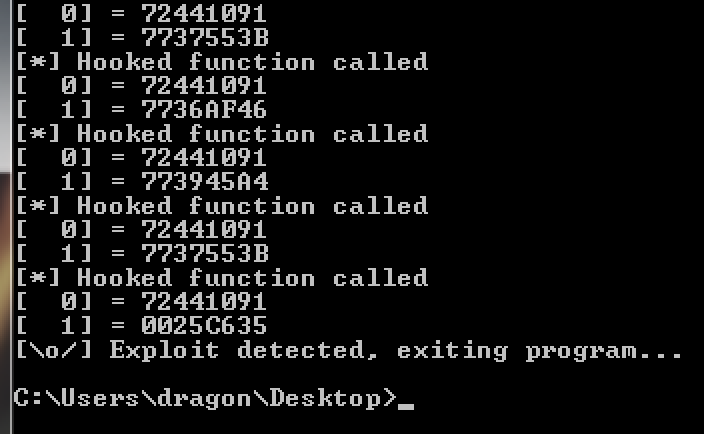 [  0] = 72441091
[  1] = 7737553B
[*] Hooked function called
[  0] = 72441091
[  1] = 7736AF46
[*] Hooked function called
[  0] = 72441091
[  1] = 773945A4
[*] Hooked function called
[  0] = 72441091
[  1] = 7737553B
[*] Hooked function called
[  0] = 72441091
[  1] = 0025C635
[\o/] Exploit detected, exiting program...
C:\Users\dragon\Desktop>_